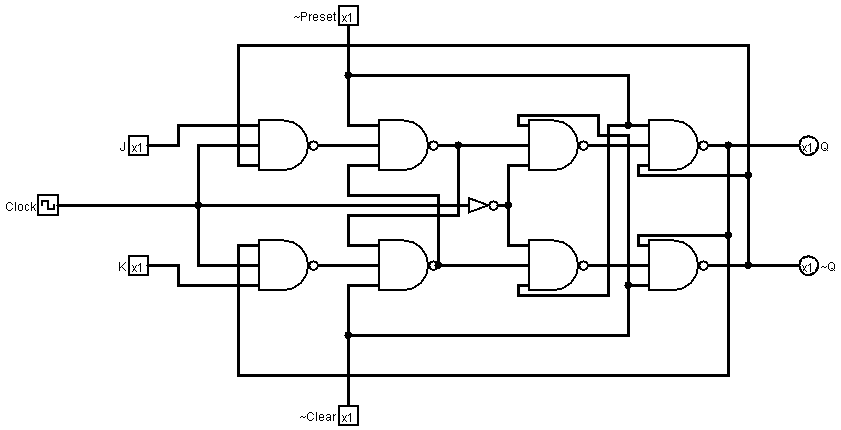 ~Preset x1
J x1
x1 Q
Clock
K x1
x1 ~Q
~Clear x1